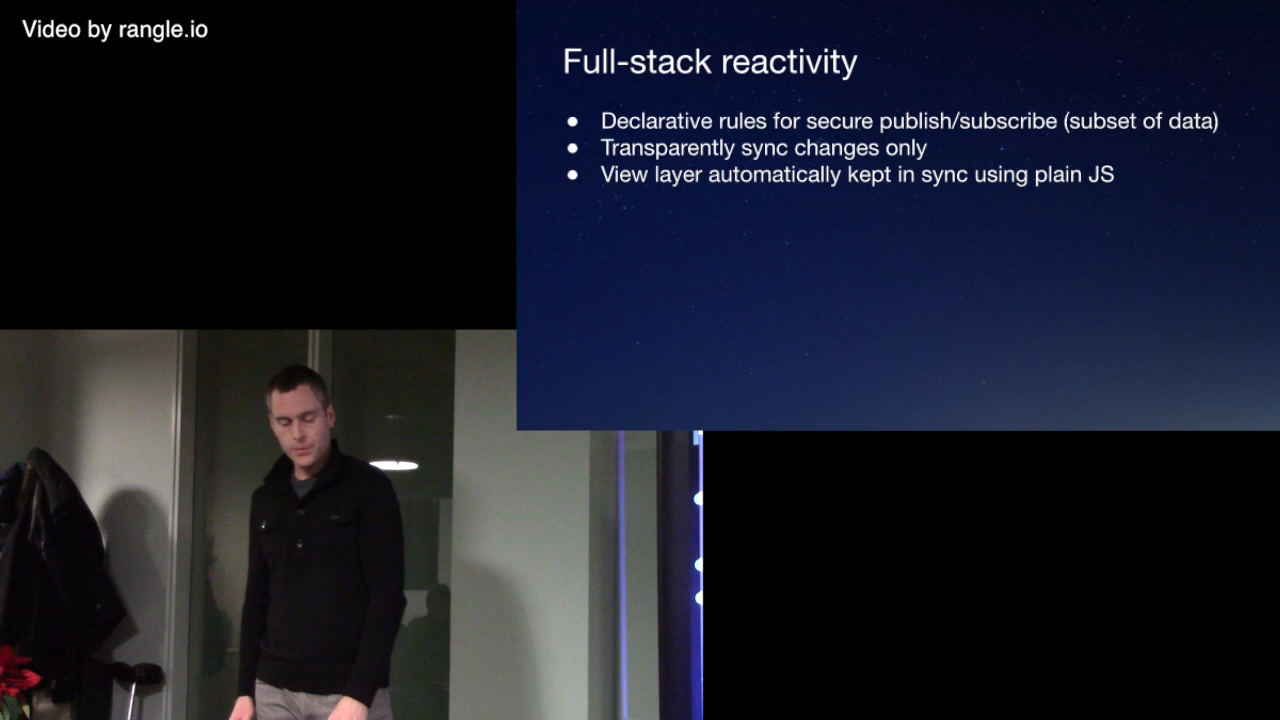 Video by rangle.io
Full-stack reactivity
● Declarative rules for secure publish/subscribe (subset of data)
● Transparently sync changes only
● View layer automatically kept in sync using plain JS